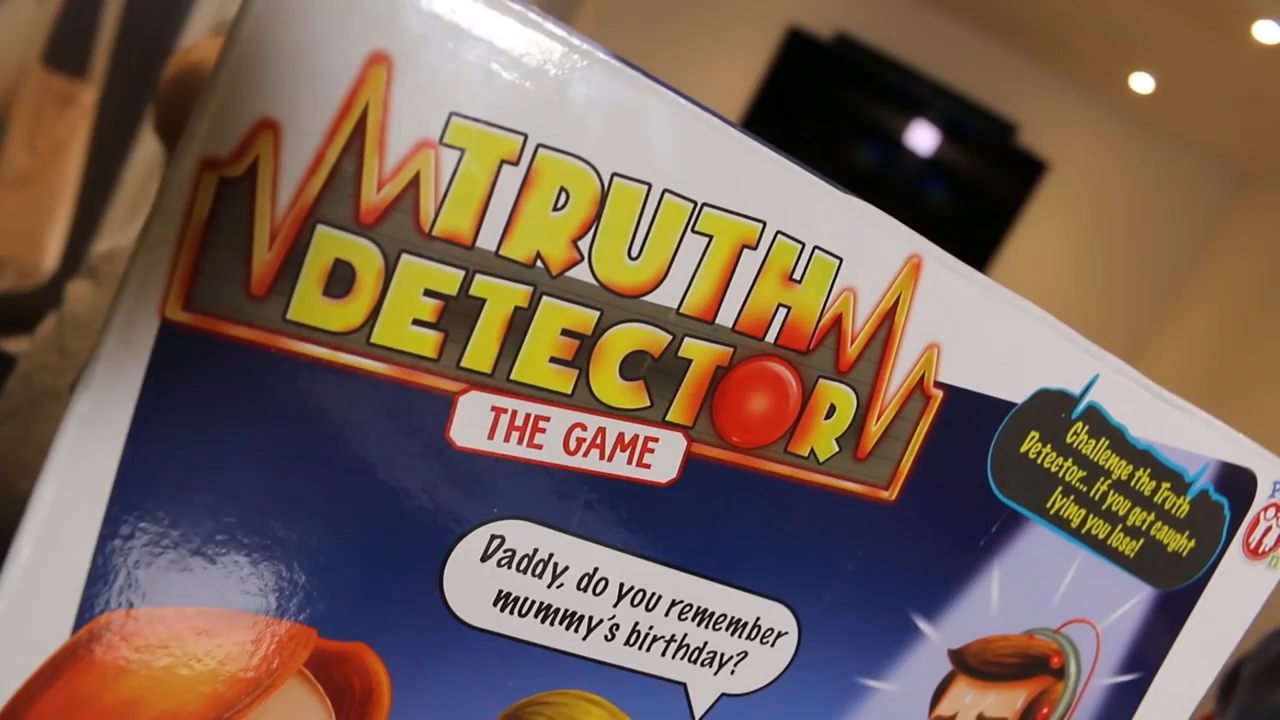 TRUTH
DETECTOR
THE GAME
Challenge the Truth
Detector... if you get caught
lying you lose!
Daddy, do you remember
mummy's birthday?